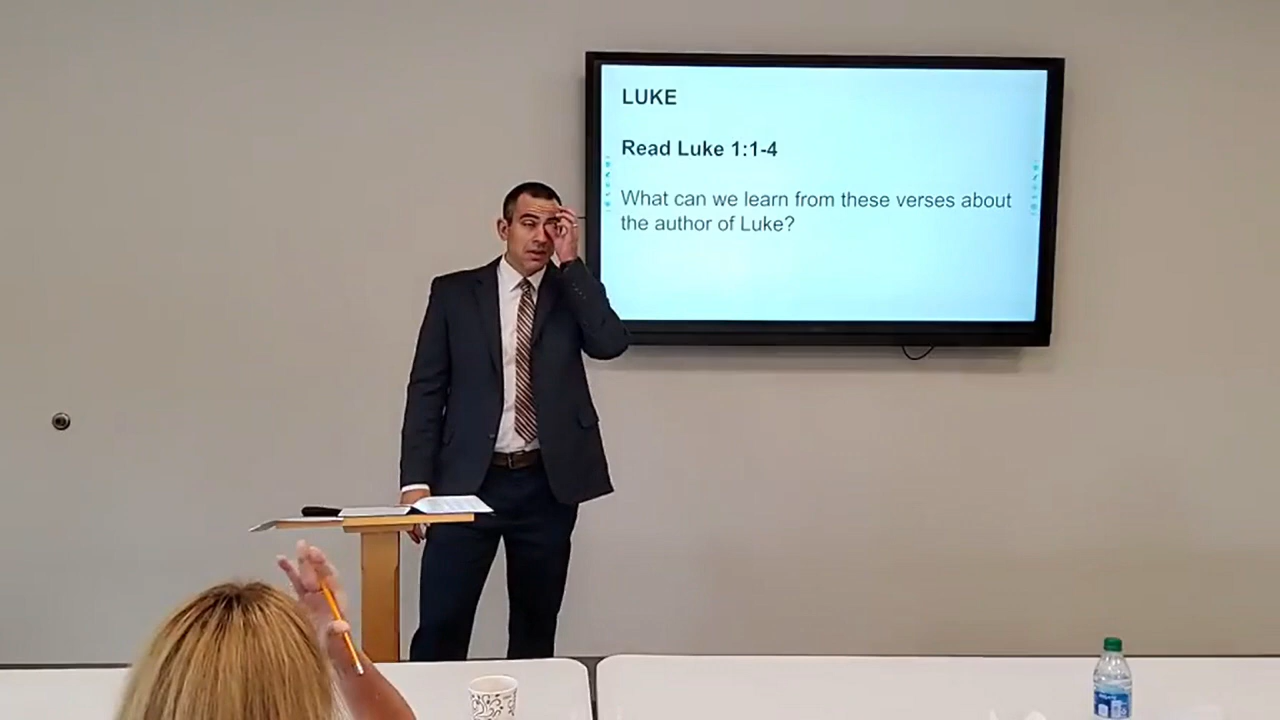 LUKE
Read Luke 1:1-4
What can we learn from these verses about
the author of Luke?